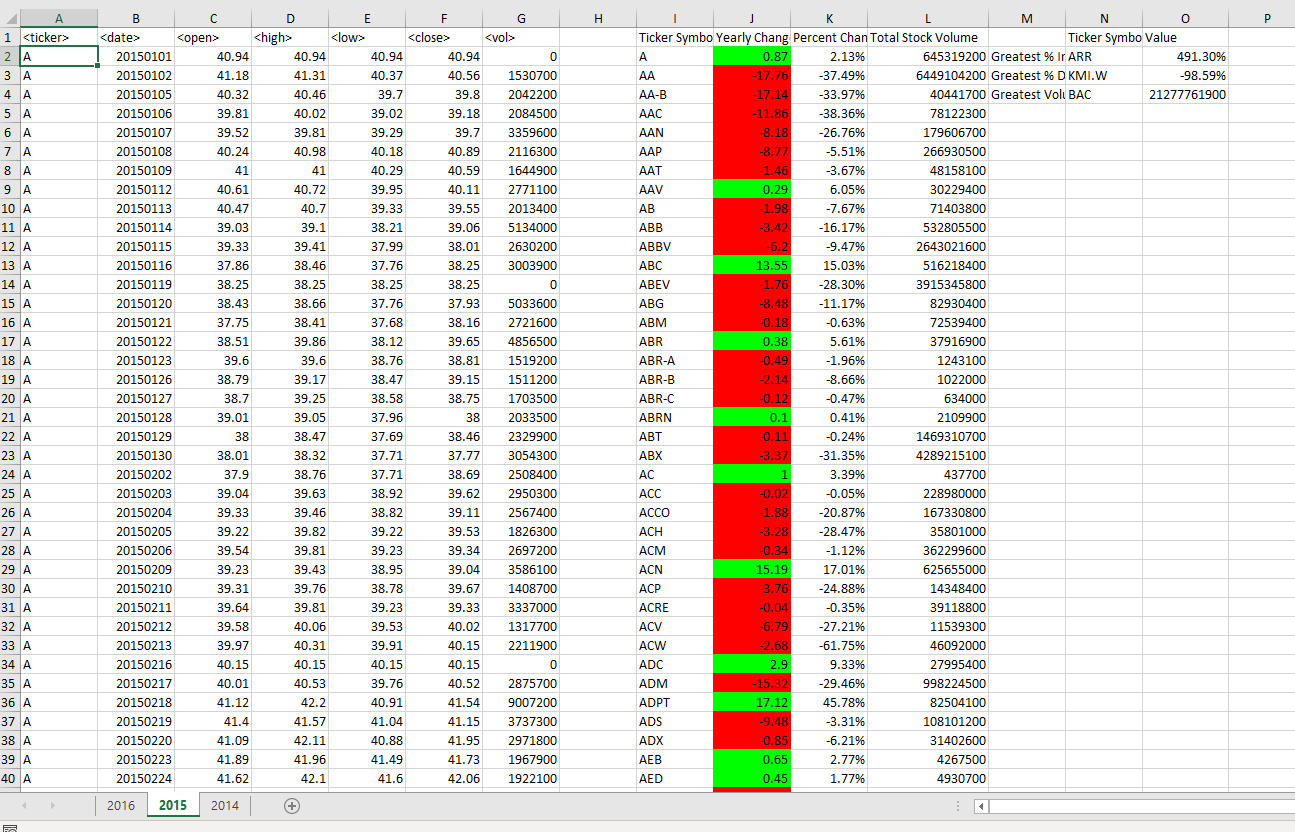 A B C D E F G H I J K L M N O P
1 <ticker> <date> <open> <high> <low> <close> <vol> Ticker Symbo Yearly Chang Percent Chan Total Stock Volume Ticker Symbo Value
2 A 20150101 40.94 40.94 40.94 40.94 0 A 0.87 2.13% 645319200 Greatest % Ir ARR 491.30%
3 A 20150102 41.18 41.31 40.37 40.56 1530700 AA -17.76 -37.49% 6449104200 Greatest % D KMI.W -98.59%
4 A 20150105 40.32 40.46 39.7 39.8 2042200 AA-B -17.14 -33.97% 40441700 Greatest Volu BAC 21277761900
5 A 20150106 39.81 40.02 39.02 39.18 2084500 AAC -11.86 -38.36% 78122300
6 A 20150107 39.52 39.81 39.29 39.7 3359600 AAN -8.18 -26.76% 179606700
7 A 20150108 40.24 40.98 40.18 40.89 2116300 AAP -8.77 -5.51% 266930500
8 A 20150109 41 41 40.29 40.59 1644900 AAT -1.46 -3.67% 48158100
9 A 20150112 40.61 40.72 39.95 40.11 2771100 AAV 0.29 6.05% 30229400
10 A 20150113 40.47 40.7 39.33 39.55 2013400 AB -1.98 -7.67% 71403800
11 A 20150114 39.03 39.1 38.21 39.06 5134000 ABB -3.42 -16.17% 532805500
12 A 20150115 39.33 39.41 37.99 38.01 2630200 ABBV -6.2 -9.47% 2643021600
13 A 20150116 37.86 38.46 37.76 38.25 3003900 ABC 13.55 15.03% 516218400
14 A 20150119 38.25 38.25 38.25 38.25 0 ABEV -1.76 -28.30% 3915345800
15 A 20150120 38.43 38.66 37.76 37.93 5033600 ABG -8.48 -11.17% 82930400
16 A 20150121 37.75 38.41 37.68 38.16 2721600 ABM -0.18 -0.63% 72539400
17 A 20150122 38.51 39.86 38.12 39.65 4856500 ABR 0.38 5.61% 37916900
18 A 20150123 39.6 39.6 38.76 38.81 1519200 ABR-A -0.49 -1.96% 1243100
19 A 20150126 38.79 39.17 38.47 39.15 1511200 ABR-B -2.14 -8.66% 1022000
20 A 20150127 38.7 39.25 38.58 38.75 1703500 ABR-C -0.12 -0.47% 634000
21 A 20150128 39.01 39.05 37.96 38 2033500 ABRN 0.1 0.41% 2109900
22 A 20150129 38 38.47 37.69 38.46 2329900 ABT -0.11 -0.24% 1469310700
23 A 20150130 38.01 38.32 37.71 37.77 3054300 ABX -3.37 -31.35% 4289215100
24 A 20150202 37.9 38.76 37.71 38.69 2508400 AC 1 3.39% 437700
25 A 20150203 39.04 39.63 38.92 39.62 2950300 ACC -0.02 -0.05% 228980000
26 A 20150204 39.33 39.46 38.82 39.11 2567400 ACCO -1.88 -20.87% 167330800
27 A 20150205 39.22 39.82 39.22 39.53 1826300 ACH -3.28 -28.47% 35801000
28 A 20150206 39.54 39.81 39.23 39.34 2697200 ACM -0.34 -1.12% 362299600
29 A 20150209 39.23 39.43 38.95 39.04 3586100 ACN 15.19 17.01% 625655000
30 A 20150210 39.31 39.76 38.78 39.67 1408700 ACP -3.76 -24.88% 14348400
31 A 20150211 39.64 39.81 39.23 39.33 3337000 ACRE -0.04 -0.35% 39118800
32 A 20150212 39.58 40.06 39.53 40.02 1317700 ACV -6.79 -27.21% 11539300
33 A 20150213 39.97 40.31 39.91 40.15 2211900 ACW -2.68 -61.75% 46092000
34 A 20150216 40.15 40.15 40.15 40.15 0 ADC 2.9 9.33% 27995400
35 A 20150217 40.01 40.53 39.76 40.52 2875700 ADM -15.32 -29.46% 998224500
36 A 20150218 41.12 42.2 40.91 41.54 9007200 ADPT 17.12 45.78% 82504100
37 A 20150219 41.4 41.57 41.04 41.15 3737300 ADS -9.48 -3.31% 108101200
38 A 20150220 41.09 42.11 40.88 41.95 2971800 ADX -0.85 -6.21% 31402600
39 A 20150223 41.89 41.96 41.49 41.73 1967900 AEB 0.65 2.77% 4267500
40 A 20150224 41.62 42.1 41.6 42.06 1922100 AED 0.45 1.77% 4930700
2016 2015 2014